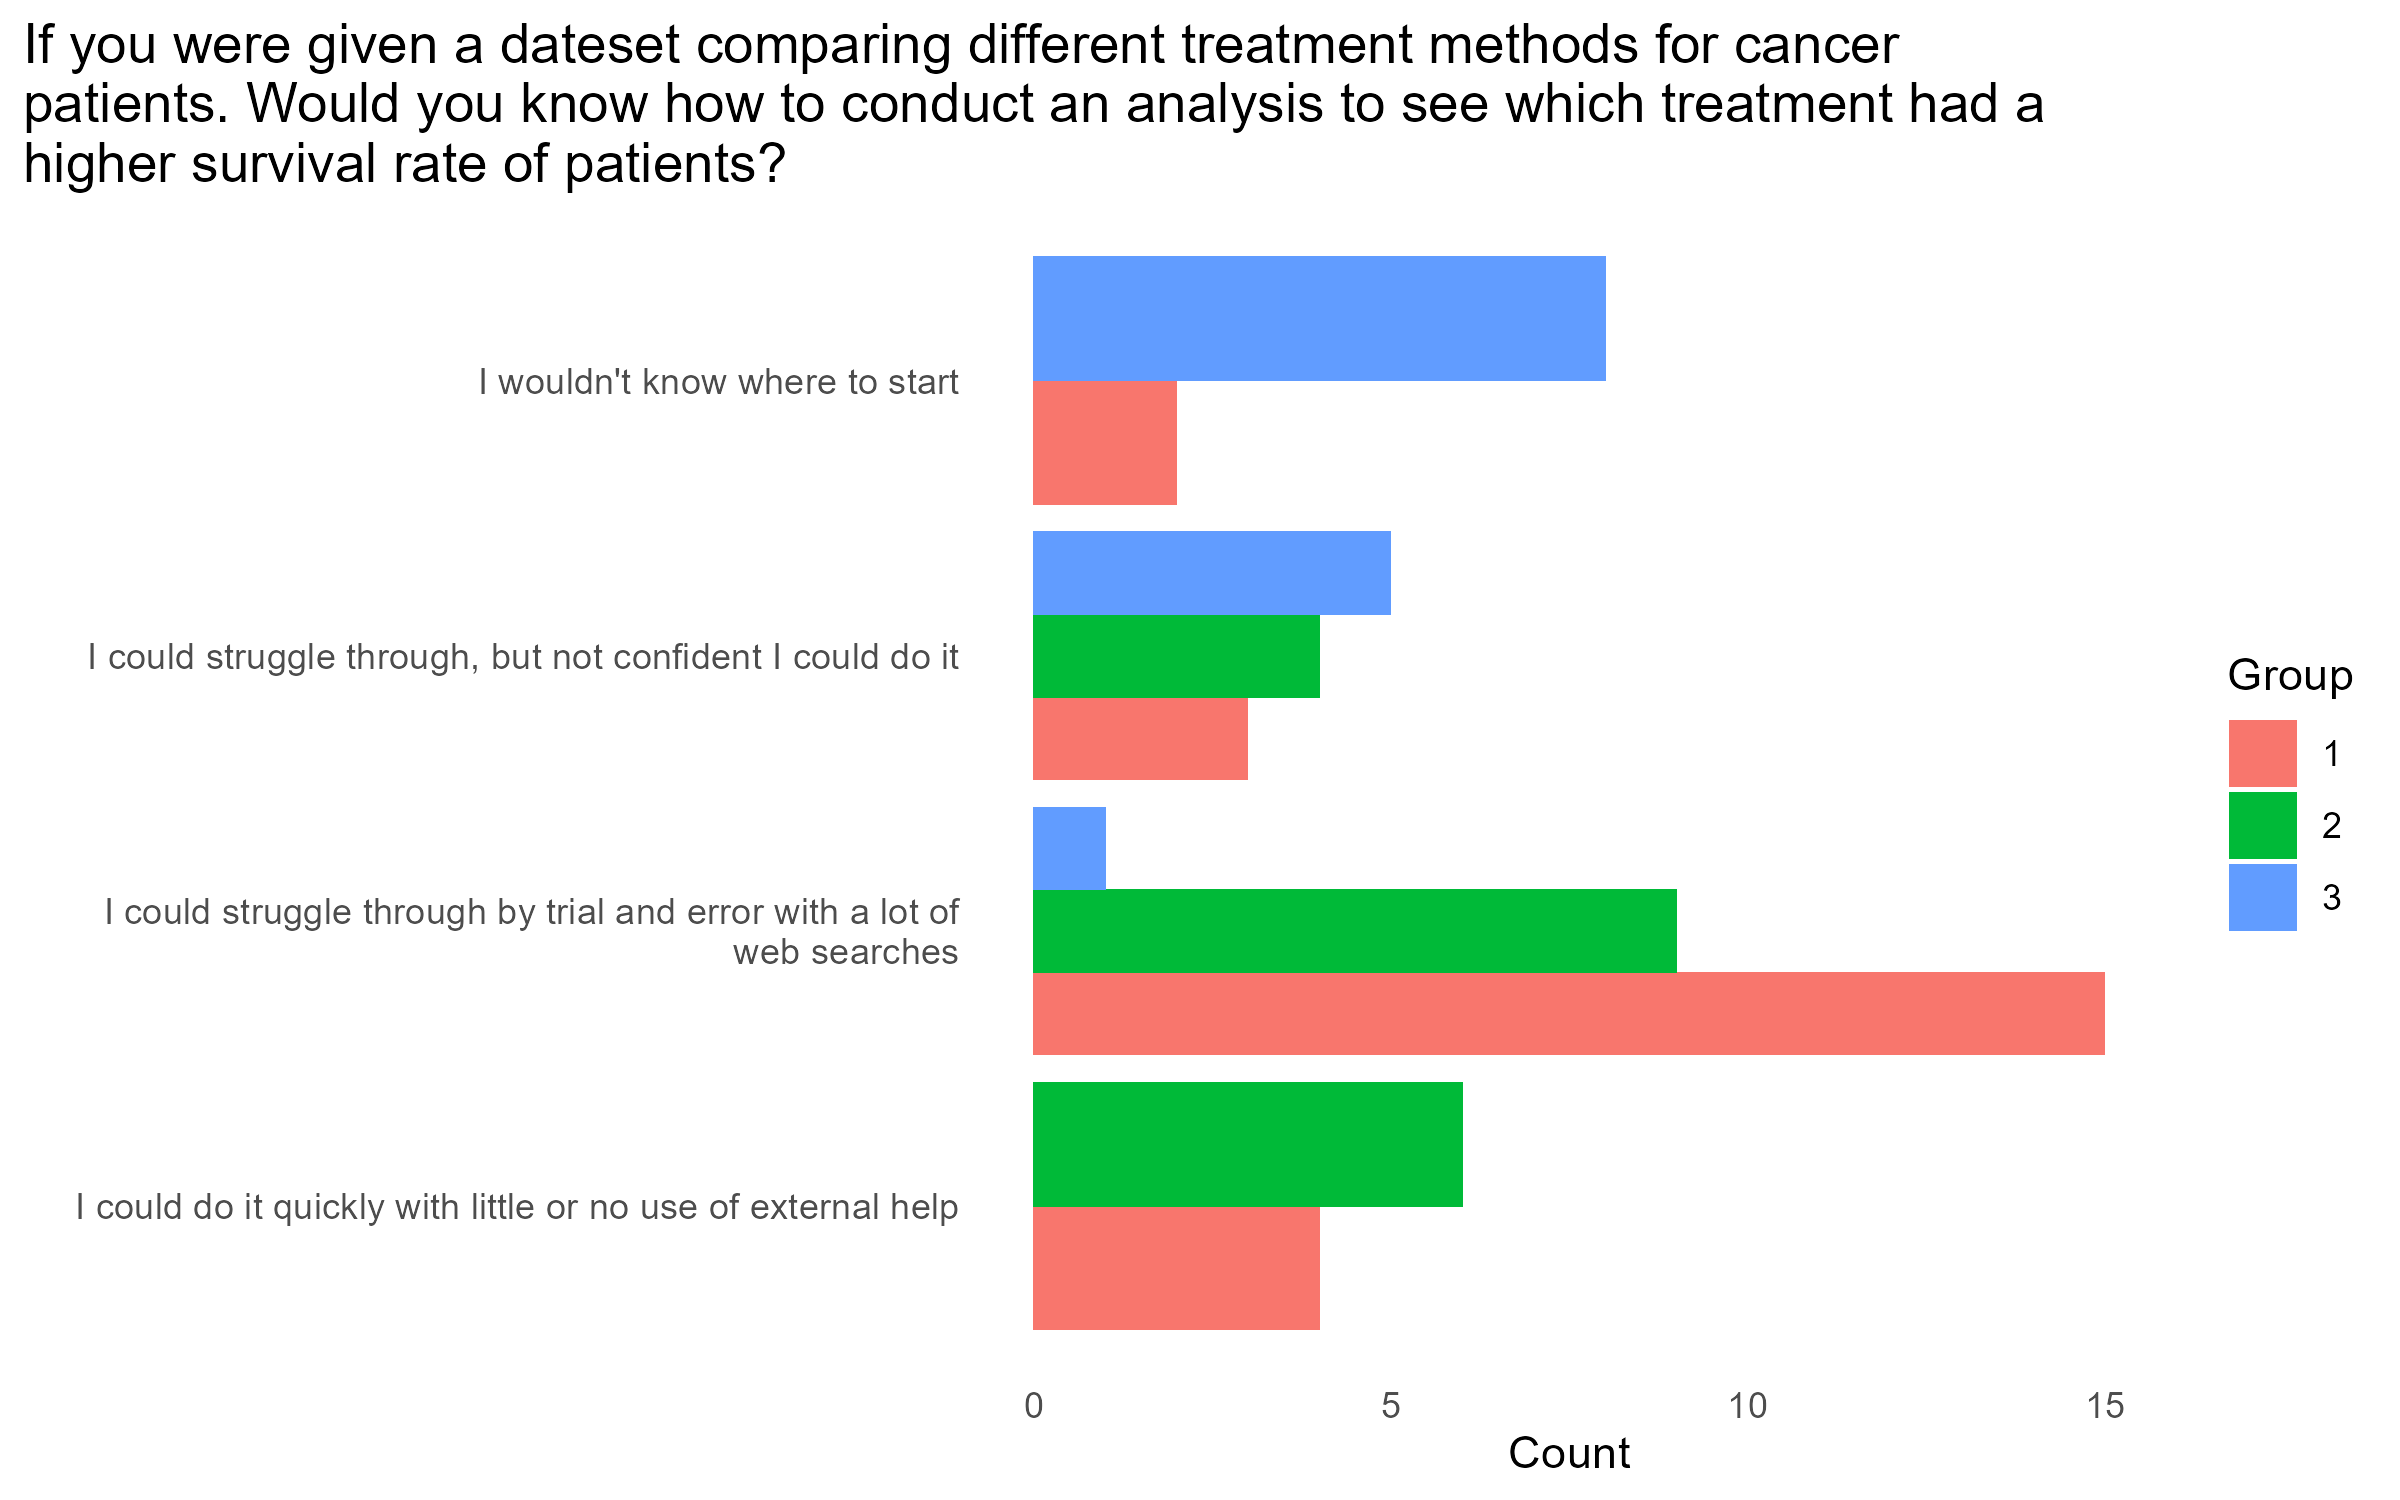 If you were given a dateset comparing different treatment methods for cancer
patients. Would you know how to conduct an analysis to see which treatment had a
higher survival rate of patients?
I wouldn't know where to start
I could struggle through, but not confident I could do it
I could struggle through by trial and error with a lot of
web searches
I could do it quickly with little or no use of external help
0 5 10 15
Count
Group
1
2
3